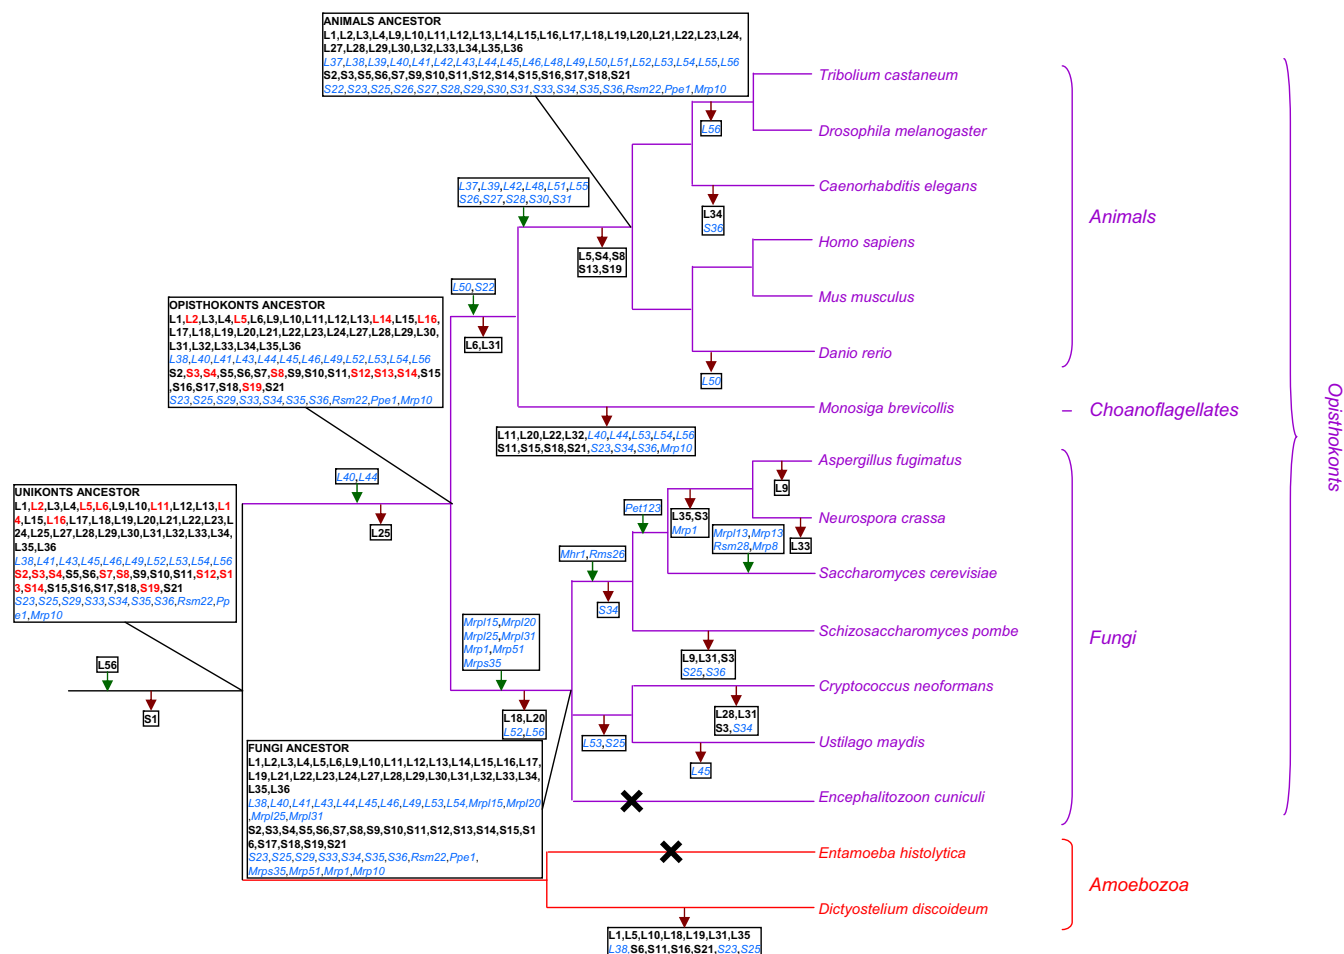 ANIMALS ANCESTOR
L1,L2,L3,L4,L9,L10,L11,L12,L13,L14,L15,L16,L17,L18,L19,L20,L21,L22,L23,L24,
L27,L28,L29,L30,L32,L33,L34,L35,L36
L37,L38,L39,L40,L41,L42,L43,L44,L45,L46,L48,L49,L50,L51,L52,L53,L54,L55,L56
S2,S3,S5,S6,S7,S9,S10,S11,S12,S14,S15,S16,S17,S18,S21
S22,S23,S25,S26,S27,S28,S29,S30,S31,S33,S34,S35,S36,Rsm22,Ppe1,Mrp10
Tribolium castaneum
L56
Drosophila melanogaster
L37,L39,L42,L48,L51,L55
S26,S27,S28,S30,S31
Caenorhabditis elegans
L34
S36
Animals
Homo sapiens
L5,S4,S8
S13,S19
L50,S22
Mus musculus
OPISTHOKONTS ANCESTOR
L1,L2,L3,L4,L5,L6,L9,L10,L11,L12,L13,L14,L15,L16,
L17,L18,L19,L20,L21,L22,L23,L24,L27,L28,L29,L30,
L31,L32,L33,L34,L35,L36
L38,L40,L41,L43,L44,L45,L46,L49,L52,L53,L54,L56
S2,S3,S4,S5,S6,S7,S8,S9,S10,S11,S12,S13,S14,S15
,S16,S17,S18,S19,S21
S23,S25,S29,S33,S34,S35,S36,Rsm22,Ppe1,Mrp10
L6,L31
Danio rerio
L50
Opisthokonts
Monosiga brevicollis
Choanoflagellates
L11,L20,L22,L32,L40,L44,L53,L54,L56
S11,S15,S18,S21,S23,S34,S36,Mrp10
Aspergillus fugimatus
L9
L40,L44
L25
UNIKONTS ANCESTOR
L1,L2,L3,L4,L5,L6,L9,L10,L11,L12,L13,L1
4,L15,L16,L17,L18,L19,L20,L21,L22,L23,L
24,L25,L27,L28,L29,L30,L31,L32,L33,L34,
L35,L36
L38,L41,L43,L45,L46,L49,L52,L53,L54,L56
S2,S3,S4,S5,S6,S7,S8,S9,S10,S11,S12,S1
3,S14,S15,S16,S17,S18,S19,S21
S23,S25,S29,S33,S34,S35,S36,Rsm22,Pp
e1,Mrp10
Pet123
L35,S3
Mrp1
Neurospora crassa
L33
Mrpl13,Mrp13
Rsm28,Mrp8
Mhr1,Rms26
Saccharomyces cerevisiae
S34
Mrpl15,Mrpl20
Mrpl25,Mrpl31
Mrp1,Mrp51
Mrps35
Schizosaccharomyces pombe
Fungi
L9,L31,S3
S25,S36
L56
S1
Cryptococcus neoformans
L28,L31
S3,S34
L18,L20
L52,L56
L53,S25
Ustilago maydis
L45
FUNGI ANCESTOR
L1,L2,L3,L4,L5,L6,L9,L10,L11,L12,L13,L14,L15,L16,L17,
L19,L21,L22,L23,L24,L27,L28,L29,L30,L31,L32,L33,L34,
L35,L36
L38,L40,L41,L43,L44,L45,L46,L49,L53,L54,Mrpl15,Mrpl20
,Mrpl25,Mrpl31
S2,S3,S4,S5,S6,S7,S8,S9,S10,S11,S12,S13,S14,S15,S1
6,S17,S18,S19,S21
S23,S25,S29,S33,S34,S35,S36,Rsm22,Ppe1,
Mrps35,Mrp51,Mrp1,Mrp10
Encephalitozoon cuniculi
Entamoeba histolytica
Amoebozoa
Dictyostelium discoideum
L1,L5,L10,L18,L19,L31,L35
L38,S6,S11,S16,S21,S23,S25